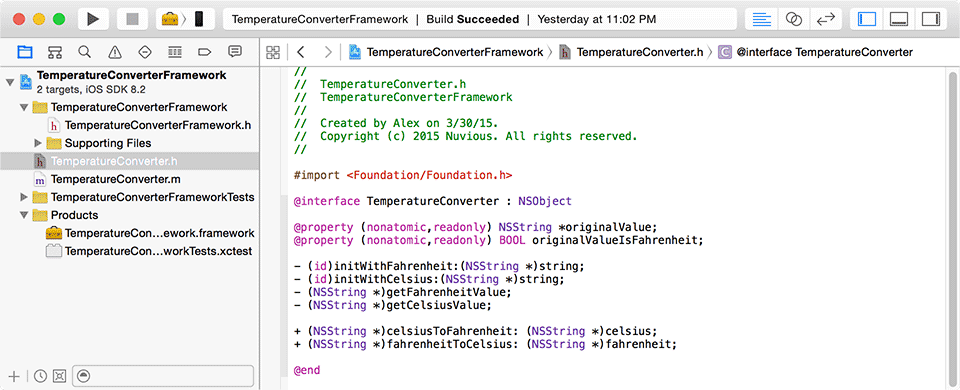 TemperatureConverterFramework | Build Succeeded | Yesterday at 11:02 PM
TemperatureConverterFramework
2 targets, iOS SDK 8.2
TemperatureConverterFramework
TemperatureConverterFramework.h
Supporting Files
TemperatureConverter.h
TemperatureConverter.m
TemperatureConverterFrameworkTests
Products
TemperatureCon...ework.framework
TemperatureCon...workTests.xctest
TemperatureConverterFramework
TemperatureConverter.h
@interface TemperatureConverter
//
//  TemperatureConverter.h
//  TemperatureConverterFramework
//
//  Created by Alex on 3/30/15.
//  Copyright (c) 2015 Nuvious. All rights reserved.
//
#import <Foundation/Foundation.h>
@interface TemperatureConverter : NSObject
@property (nonatomic,readonly) NSString *originalValue;
@property (nonatomic,readonly) BOOL originalValueIsFahrenheit;
- (id)initWithFahrenheit:(NSString *)string;
- (id)initWithCelsius:(NSString *)string;
- (NSString *)getFahrenheitValue;
- (NSString *)getCelsiusValue;
+ (NSString *)celsiusToFahrenheit: (NSString *)celsius;
+ (NSString *)fahrenheitToCelsius: (NSString *)fahrenheit;
@end